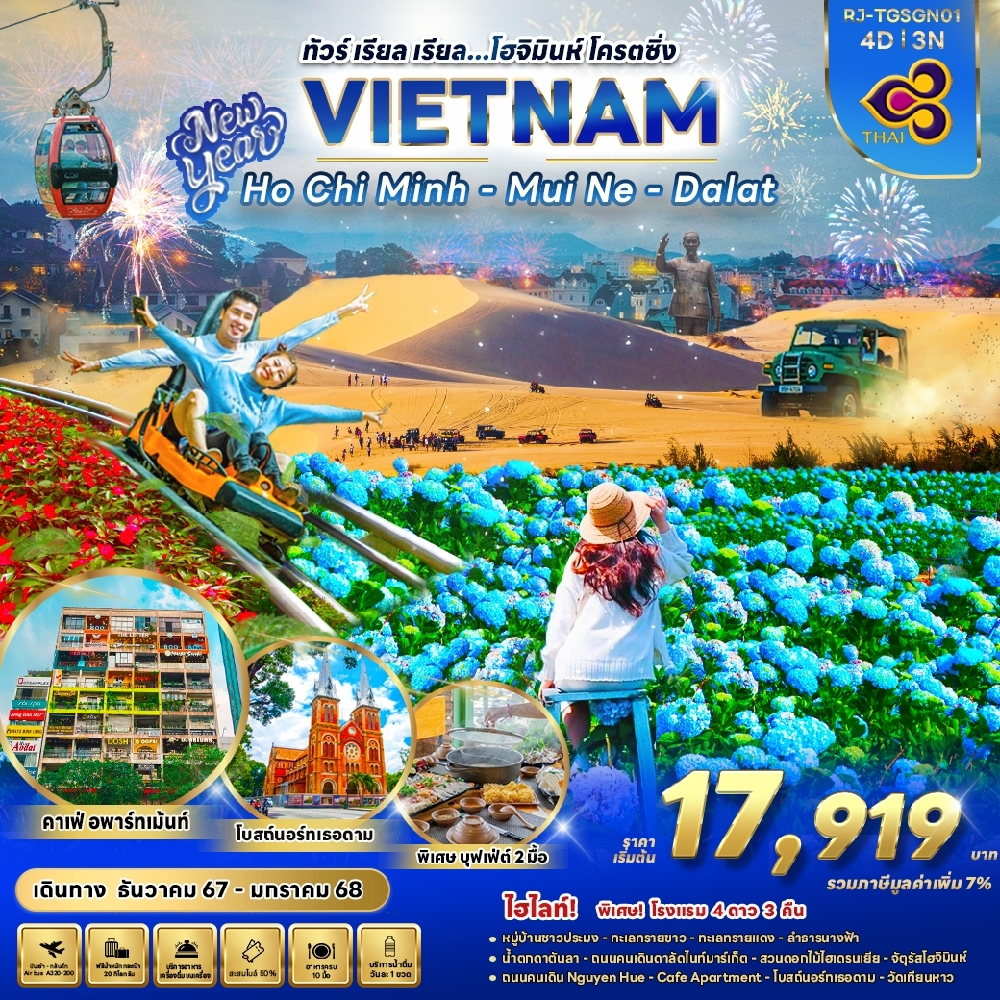 RJ-TGSGN01
4D | 3N
THAI
ทัวร์ เรียล เรียล...โฮจิมินห์ โครตซิ่ง
VIETNAM
New
Year
Ho Chi Minh - Mui Ne - Dalat
THE LETTER
DOSH
OOPS!
Aodai
คาเฟ่ อพาร์ทเม้นท์
โบสถ์นอร์ทเธอดาม
พิเศษ บุฟเฟ่ต์ 2 มื้อ
ราคา
เริ่มต้น
17,919
บาท
รวมภาษีมูลค่าเพิ่ม 7%
เดินทาง ธันวาคม 67 - มกราคม 68
บินเช้า - กลับดึก
Air bus A320-200
ฟรีน้ำหนักกระเป๋า
20 กิโลกรัม
บริการอาหาร
เครื่องดื่มบนเครื่อง
สะสมไมล์ 50%
อาหารครบ
10 มื้อ
บริการน้ำดื่ม
วันละ 1 ขวด
ไฮไลท์! พิเศษ! โรงแรม 4 ดาว 3 คืน
• หมู่บ้านชาวประมง - ทะเลทรายขาว - ทะเลทรายแดง - ลำธารนางฟ้า
• น้ำตกดาตันลา - ถนนคนเดินดาลัดไนท์มาร์เก็ต - สวนดอกไม้ไฮเดรนเยีย - จัตุรัสโฮจิมินห์
• ถนนคนเดิน Nguyen Hue - Cafe Apartment - โบสถ์นอร์ทเธอดาม - วัดเทียนหาว